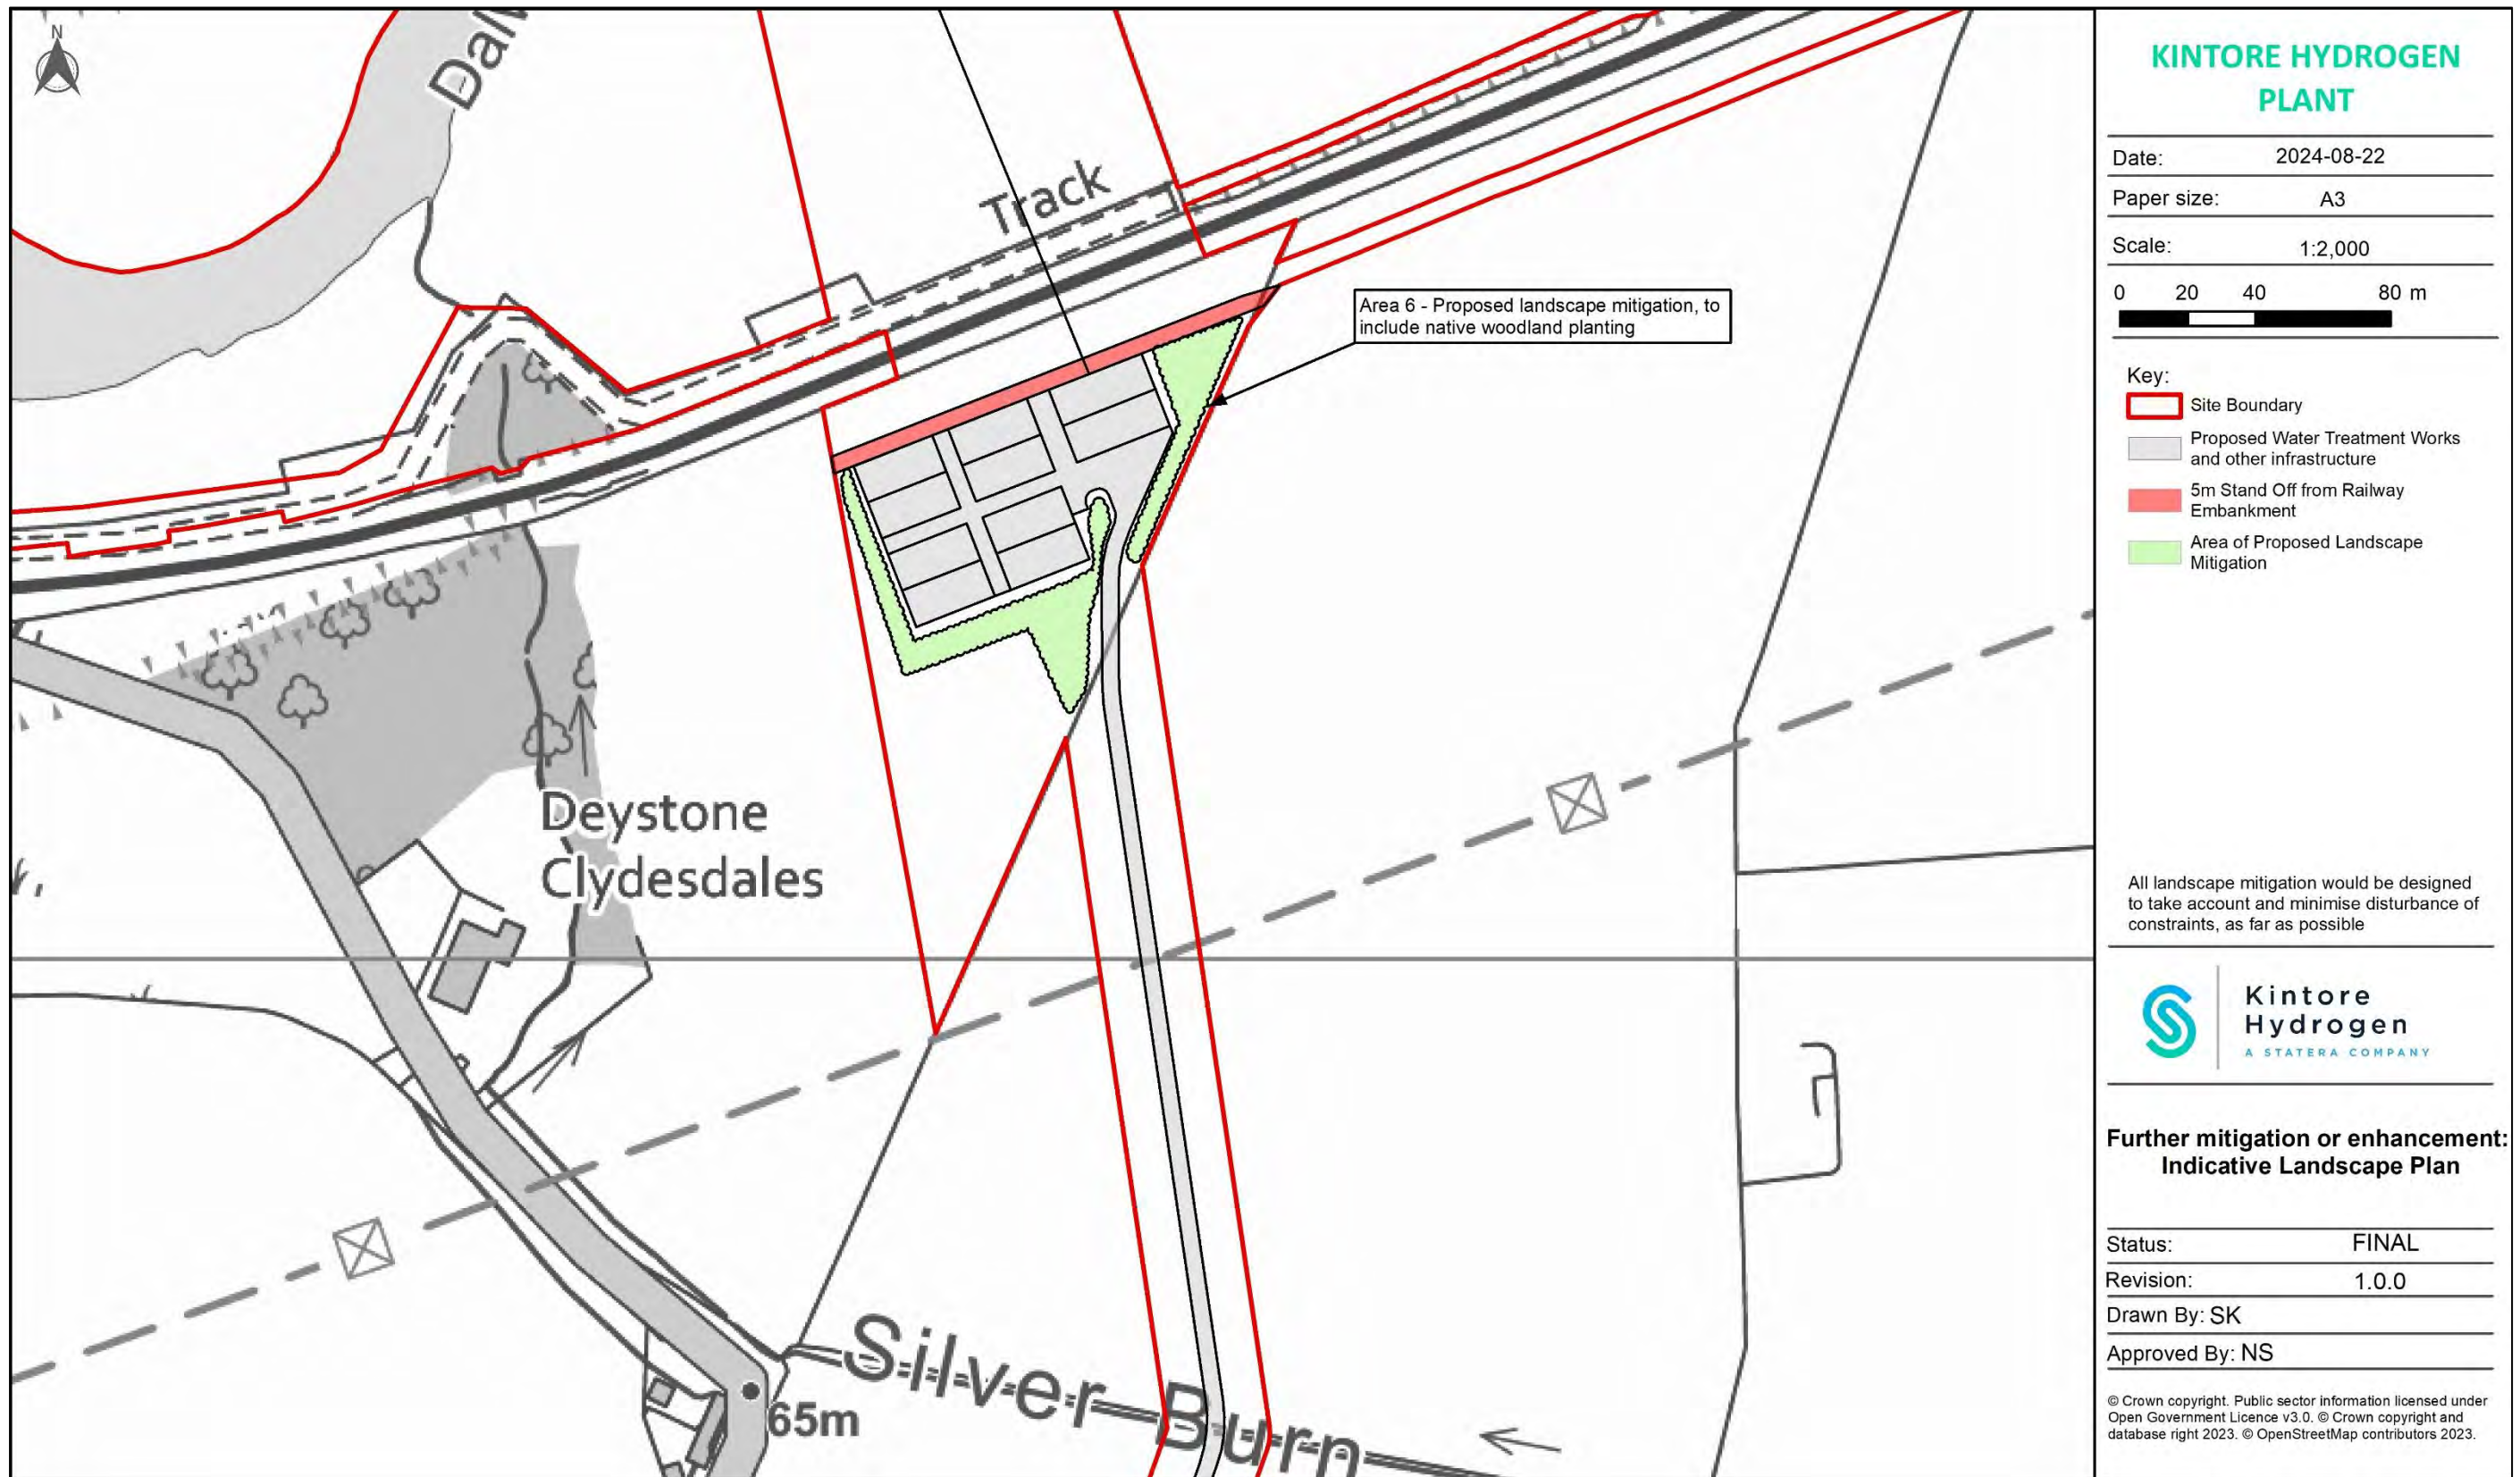 N
Track
Area 6 - Proposed landscape mitigation, to
include native woodland planting
Deystone
Clydesdales
Silver Burn
65m
KINTORE HYDROGEN
PLANT
Date: 2024-08-22
Paper size: A3
Scale: 1:2,000
0 20 40 80 m
Key:
Site Boundary
Proposed Water Treatment Works
and other infrastructure
5m Stand Off from Railway
Embankment
Area of Proposed Landscape
Mitigation
All landscape mitigation would be designed
to take account and minimise disturbance of
constraints, as far as possible
Kintore
Hydrogen
A STATERA COMPANY
Further mitigation or enhancement:
Indicative Landscape Plan
Status: FINAL
Revision: 1.0.0
Drawn By: SK
Approved By: NS
© Crown copyright. Public sector information licensed under
Open Government Licence v3.0. © Crown copyright and
database right 2023. © OpenStreetMap contributors 2023.